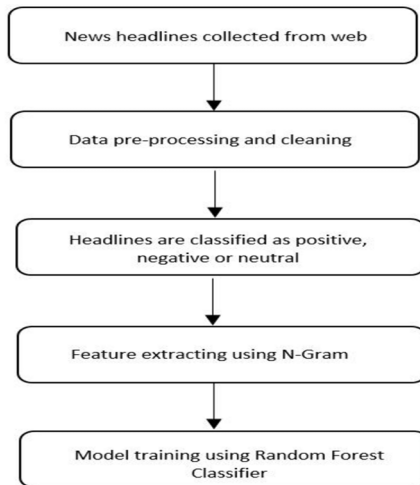 News headlines collected from web
Data pre-processing and cleaning
Headlines are classified as positive,
negative or neutral
Feature extracting using N-Gram
Model training using Random Forest
Classifier